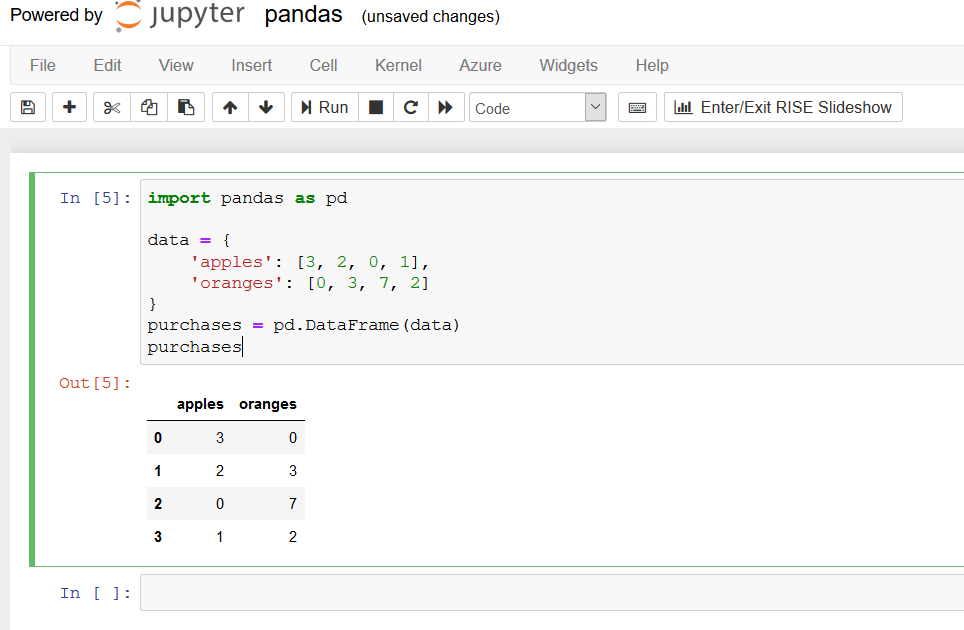 Powered by jupyter pandas (unsaved changes)
File Edit View Insert Cell Kernel Azure Widgets Help
Run Code Enter/Exit RISE Slideshow
In [5]: import pandas as pd
data = {
    'apples': [3, 2, 0, 1],
    'oranges': [0, 3, 7, 2]
}
purchases = pd.DataFrame(data)
purchases
Out[5]:
apples oranges
0 3 0
1 2 3
2 0 7
3 1 2
In [ ]: